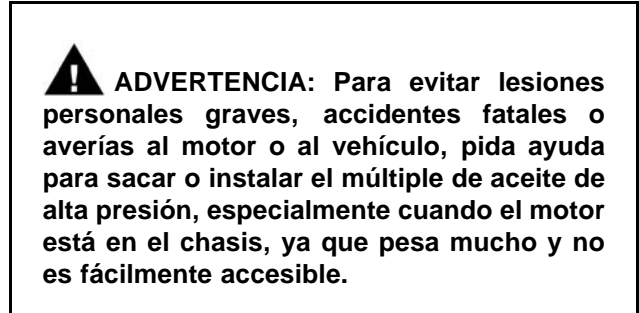 ADVERTENCIA: Para evitar lesiones
personales graves, accidentes fatales o
averías al motor o al vehículo, pida ayuda
para sacar o instalar el múltiple de aceite de
alta presión, especialmente cuando el motor
está en el chasis, ya que pesa mucho y no
es fácilmente accesible.